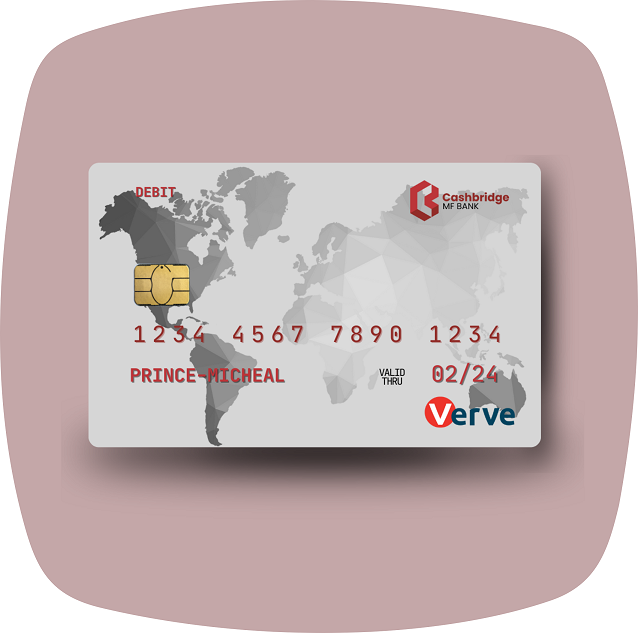 DEBIT
Cashbridge
MF BANK
1234 4567 7890 1234
PRINCE-MICHEAL
VALID
THRU
02/24
Verve